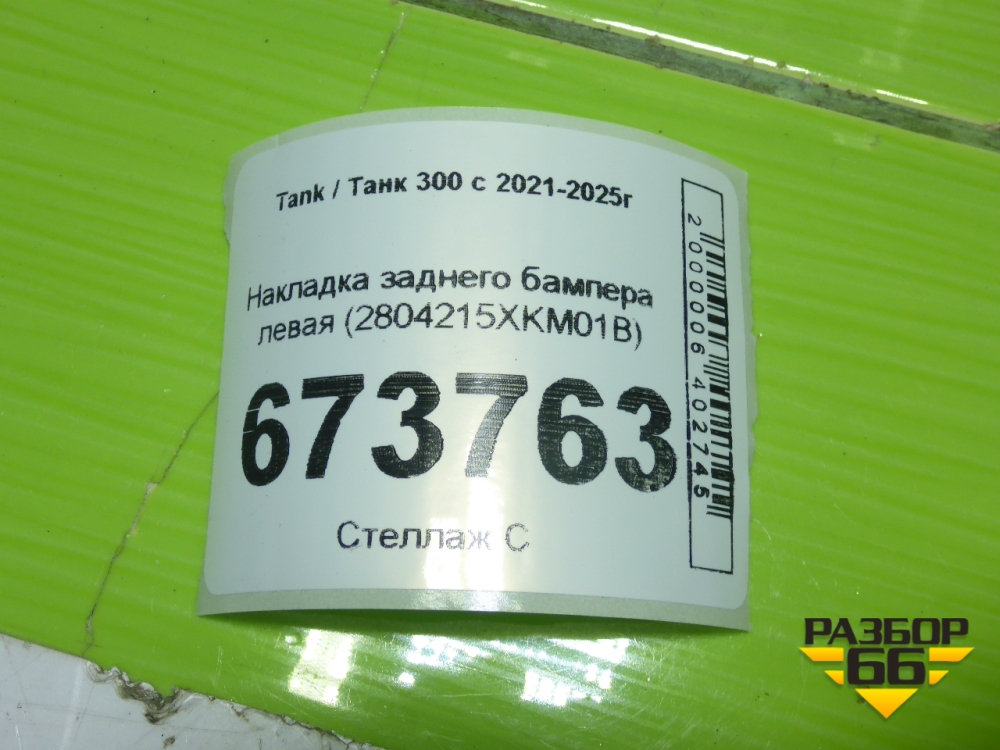 Tank / Танк 300 с 2021-2025г
Накладка заднего бампера
левая (2804215XKM01B)
673763
Стеллаж С
2000006402745
РАЗБОР
66